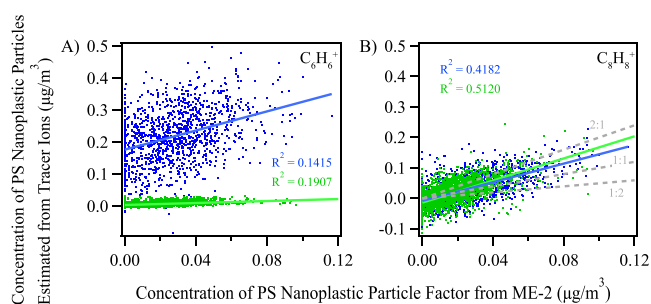 Concentration of PS Nanoplastic Particles
Estimated from Tracer Ions (μg/m³)
A)
C₆H₆⁺
0.5
0.4
0.3
0.2
0.1
0.0
R² = 0.1415
R² = 0.1907
0.00
0.04
0.08
0.12
B)
C₈H₈⁺
0.5
0.4
0.3
0.2
0.1
0.0
-0.1
R² = 0.4182
R² = 0.5120
2:1
1:1
1:2
0.00
0.04
0.08
0.12
Concentration of PS Nanoplastic Particle Factor from ME-2 (μg/m³)